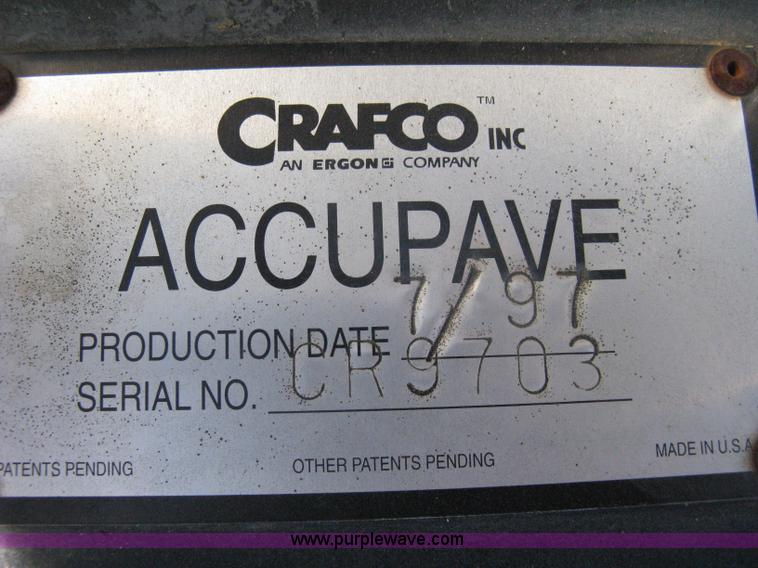 CRAFCO™ INC
AN ERGON COMPANY
ACCUPAVE
PRODUCTION DATE 7/97
SERIAL NO. CR9703
PATENTS PENDING OTHER PATENTS PENDING MADE IN U.S.A
www.purplewave.com